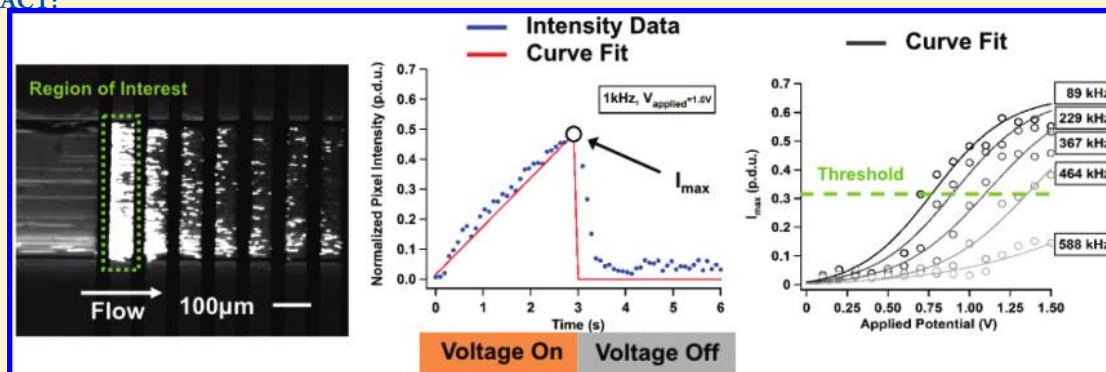 ACT:
Region of Interest
Flow
100μm
Intensity Data
Curve Fit
Normalized Pixel Intensity (p.d.u.)
0.7
0.6
0.5
0.4
0.3
0.2
0.1
0.0
1kHz, Vapplied=1.0V
Imax
0 1 2 3 4 5 6
Time (s)
Voltage On Voltage Off
Curve Fit
Imax (p.d.u.)
0.7
0.6
0.5
0.4
0.3
0.2
0.1
0
Threshold
89 kHz
229 kHz
367 kHz
464 kHz
588 kHz
0 0.25 0.50 0.75 1.00 1.25 1.50
Applied Potential (V)